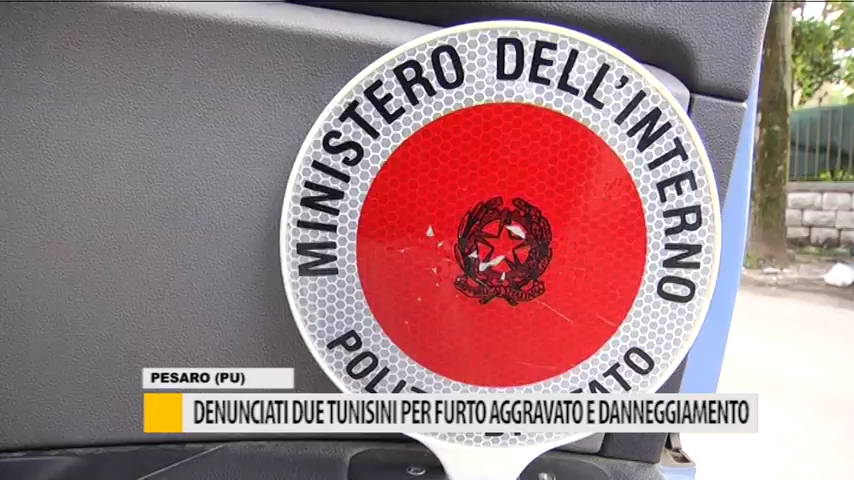 MINISTERO DELL'INTERNO
PESARO (PU)
DENUNCIATI DUE TUNISINI PER FURTO AGGRAVATO E DANNEGGIAMENTO